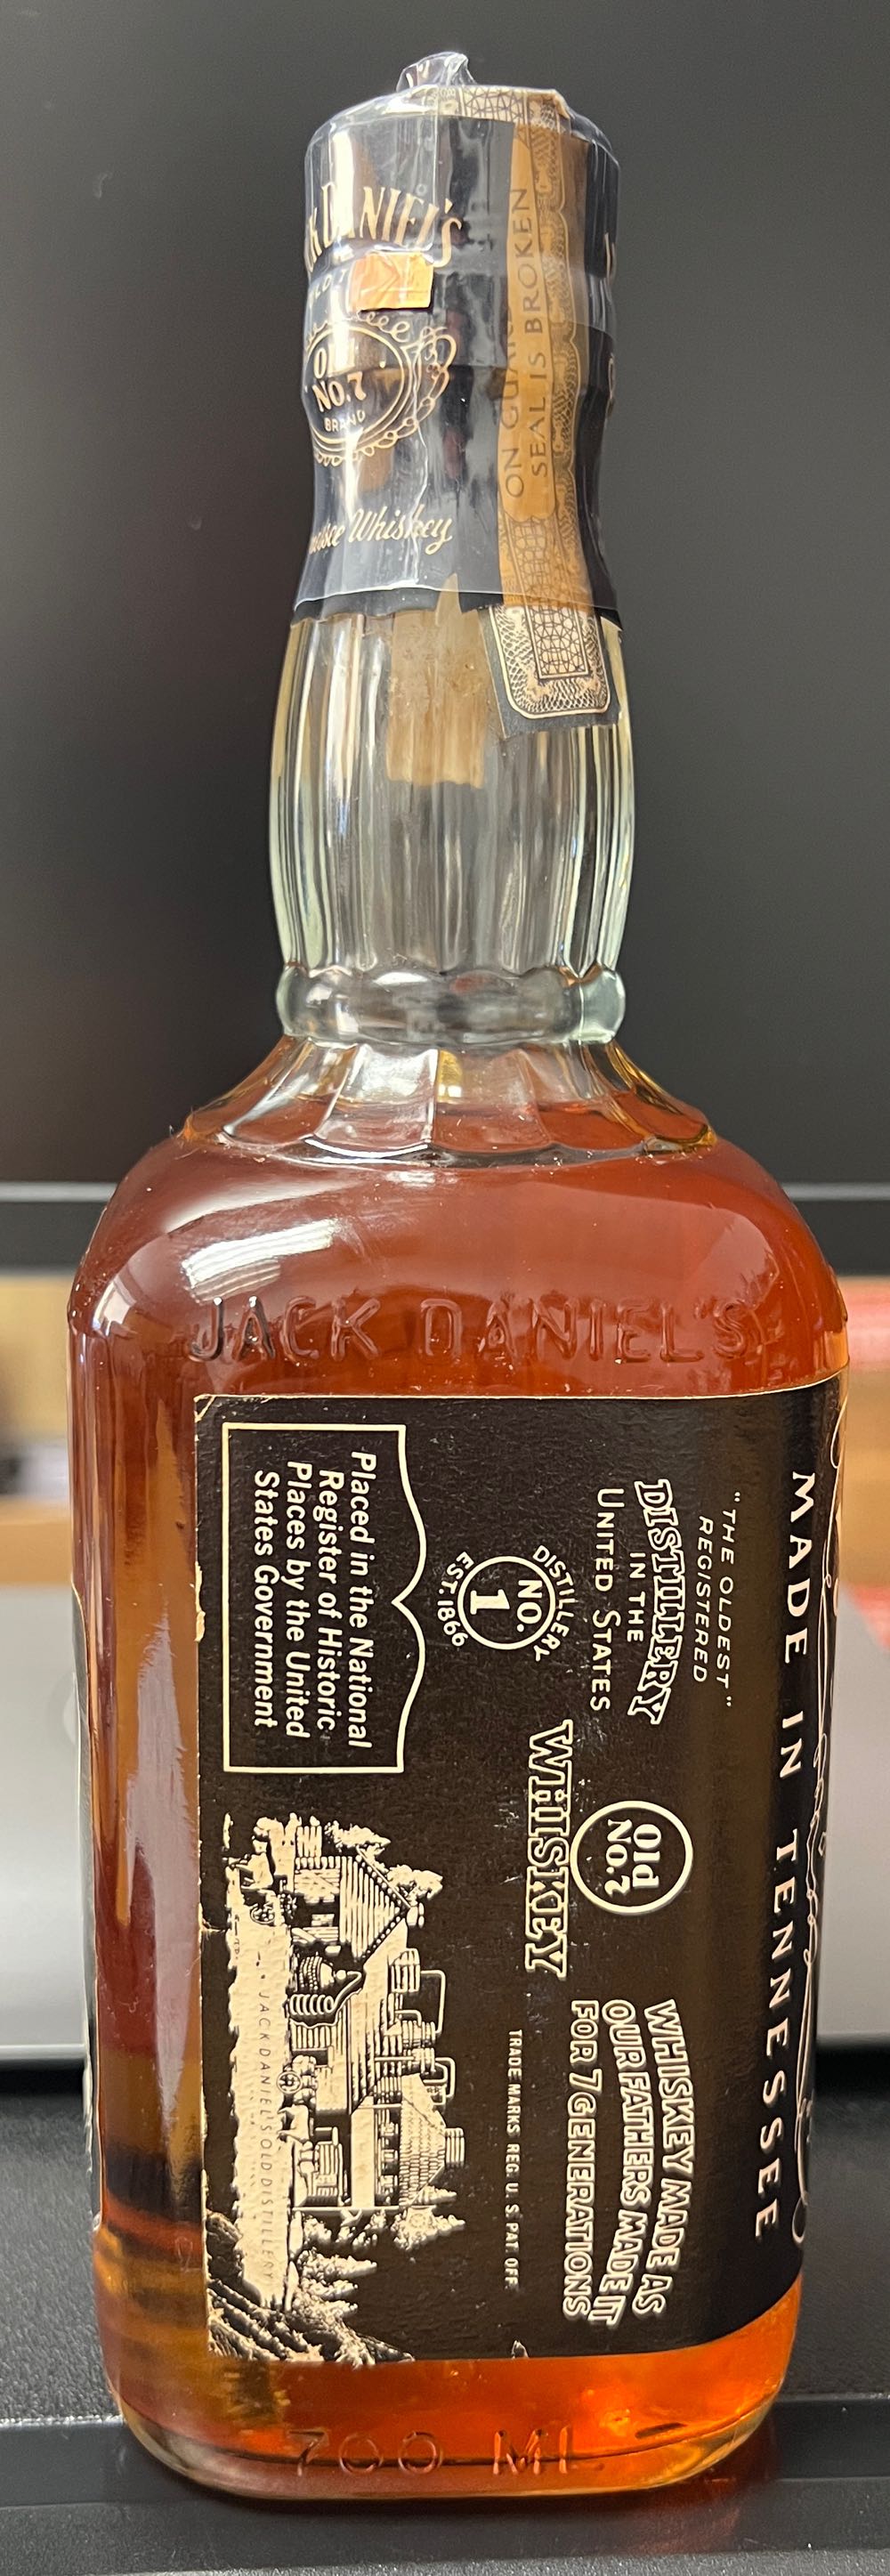 DANIEL'S
OLD
NO.7
BRAND
Whiskey
ON GUARD
SEAL IS BROKEN
JACK DANIEL'S
MADE IN TENNESSEE
"THE OLDEST"
REGISTERED
DISTILLERY
IN THE
UNITED STATES
DISTILLERY
NO.
1
EST. 1866
Placed in the National
Register of Historic
Places by the United
States Government
Old
No.7
WHISKEY
WHISKEY MADE AS
OUR FATHERS MADE IT
FOR 7 GENERATIONS
TRADE MARKS REG. U. S. PAT. OFF.
• JACK DANIEL'S OLD DISTILLERY
700 ML